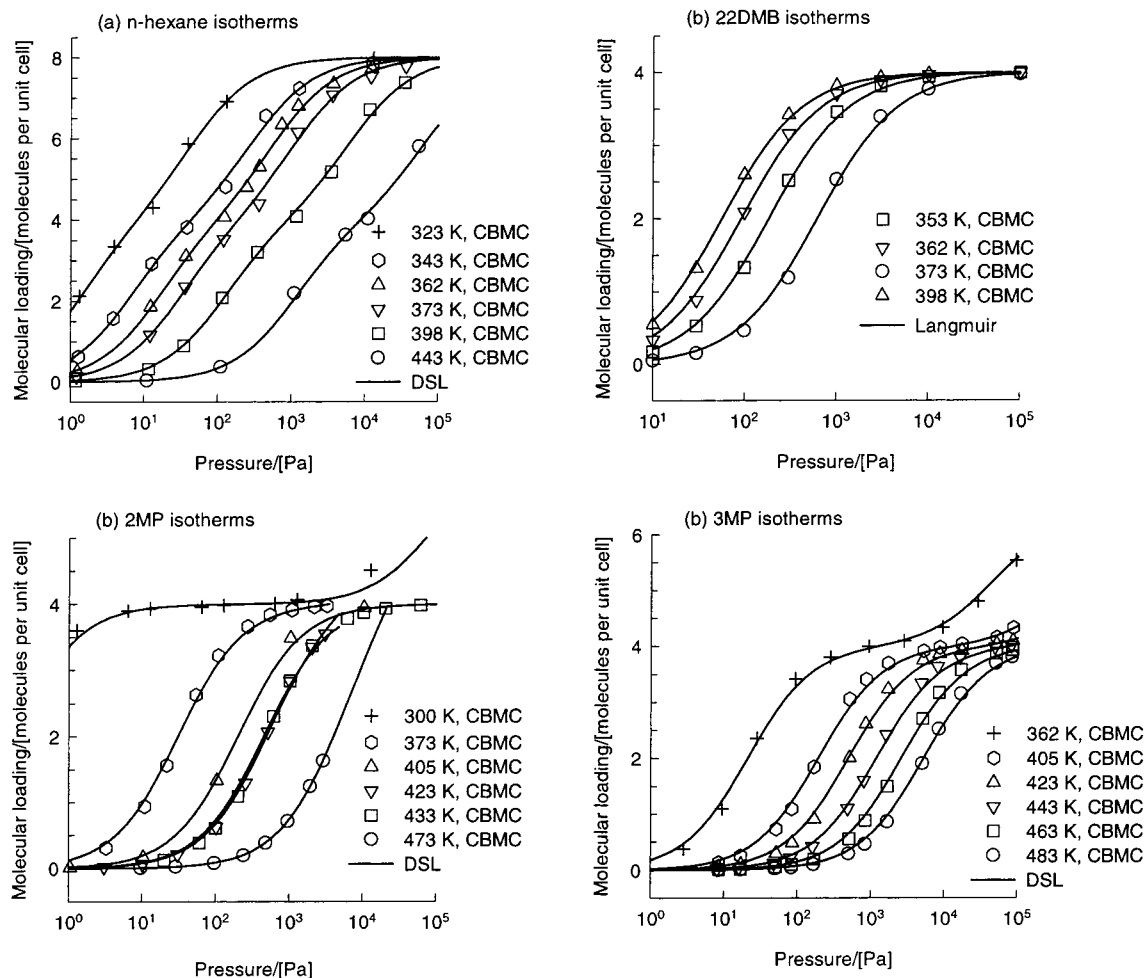 (a) n-hexane isotherms
Molecular loading/[molecules per unit cell]
8
6
4
2
0
323 K, CBMC
343 K, CBMC
362 K, CBMC
373 K, CBMC
398 K, CBMC
443 K, CBMC
DSL
10⁰ 10¹ 10² 10³ 10⁴ 10⁵
Pressure/[Pa]
(b) 22DMB isotherms
Molecular loading/[molecules per unit cell]
4
2
0
353 K, CBMC
362 K, CBMC
373 K, CBMC
398 K, CBMC
Langmuir
10¹ 10² 10³ 10⁴ 10⁵
Pressure/[Pa]
(b) 2MP isotherms
Molecular loading/[molecules per unit cell]
4
2
0
300 K, CBMC
373 K, CBMC
405 K, CBMC
423 K, CBMC
433 K, CBMC
473 K, CBMC
DSL
10⁰ 10¹ 10² 10³ 10⁴ 10⁵
Pressure/[Pa]
(b) 3MP isotherms
Molecular loading/[molecules per unit cell]
6
4
2
0
362 K, CBMC
405 K, CBMC
423 K, CBMC
443 K, CBMC
463 K, CBMC
483 K, CBMC
DSL
10⁰ 10¹ 10² 10³ 10⁴ 10⁵
Pressure/[Pa]